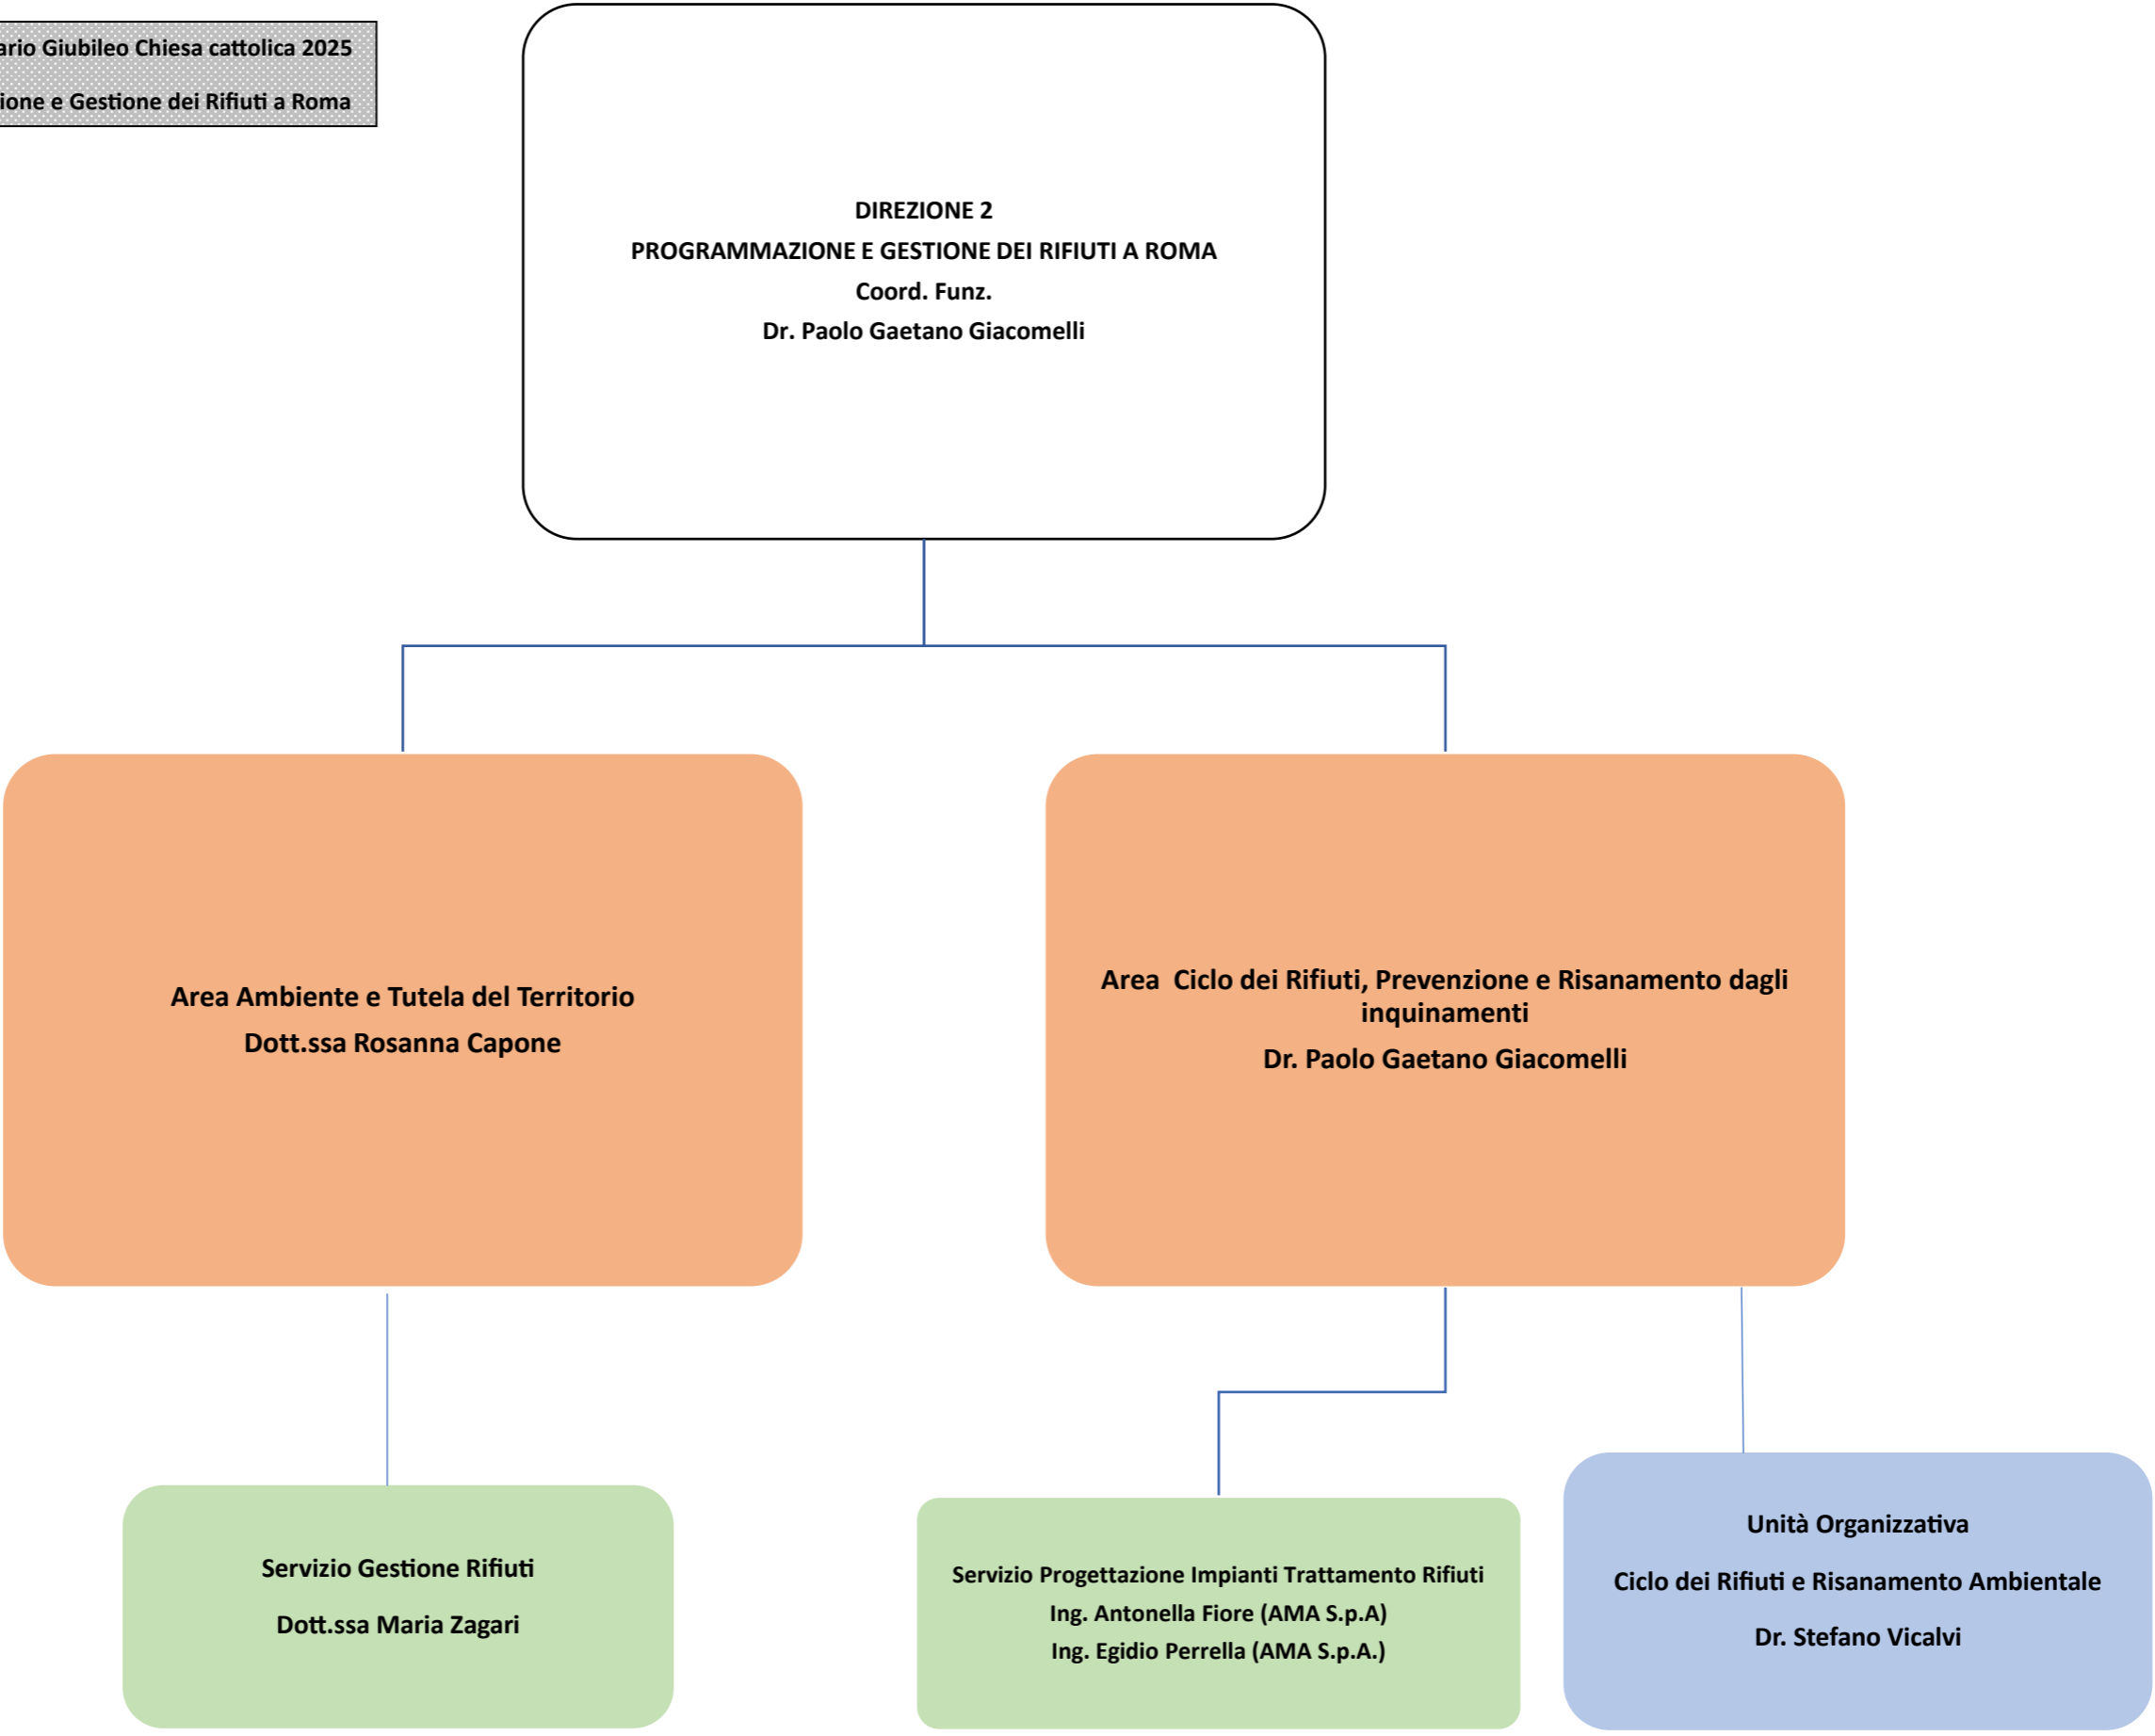 Giubileo Chiesa cattolica 2025
e Gestione dei Rifiuti a Roma
DIREZIONE 2
PROGRAMMAZIONE E GESTIONE DEI RIFIUTI A ROMA
Coord. Funz.
Dr. Paolo Gaetano Giacomelli
Area Ambiente e Tutela del Territorio
Dott.ssa Rosanna Capone
Area Ciclo dei Rifiuti, Prevenzione e Risanamento dagli
inquinamenti
Dr. Paolo Gaetano Giacomelli
Servizio Gestione Rifiuti
Dott.ssa Maria Zagari
Servizio Progettazione Impianti Trattamento Rifiuti
Ing. Antonella Fiore (AMA S.p.A)
Ing. Egidio Perrella (AMA S.p.A.)
Unità Organizzativa
Ciclo dei Rifiuti e Risanamento Ambientale
Dr. Stefano Vicalvi